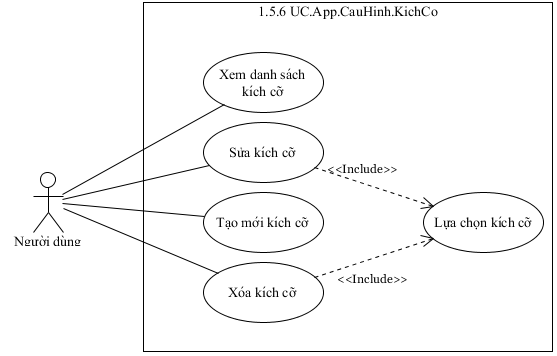 1.5.6 UC.App.CauHinh.KichCo
Xem danh sách
kích cỡ
Sửa kích cỡ
<<Include>>
Người dùng
Tạo mới kích cỡ
Lựa chọn kích cỡ
Xóa kích cỡ
<<Include>>